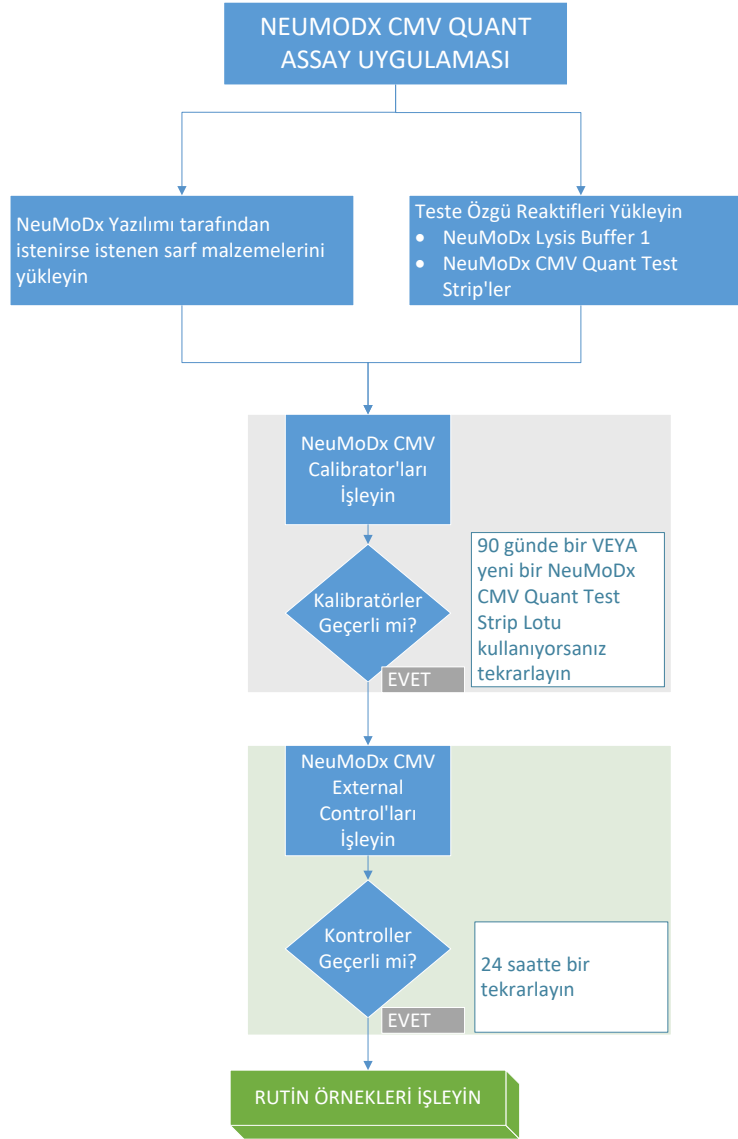 NEUMODX CMV QUANT
ASSAY UYGULAMASI
NeuMoDx Yazılımı tarafından
istenirse istenen sarf malzemelerini
yükleyin
Teste Özgü Reaktifleri Yükleyin
• NeuMoDx Lysis Buffer 1
• NeuMoDx CMV Quant Test
Strip'ler
NeuMoDx CMV
Calibrator'ları
İşleyin
Kalibratörler
Geçerli mi?
90 günde bir VEYA
yeni bir NeuMoDx
CMV Quant Test
Strip Lotu
kullanıyorsanız
tekrarlayın
EVET
NeuMoDx CMV
External
Control'ları
İşleyin
Kontroller
Geçerli mi?
24 saatte bir
tekrarlayın
EVET
RUTİN ÖRNEKLERİ İŞLEYİN